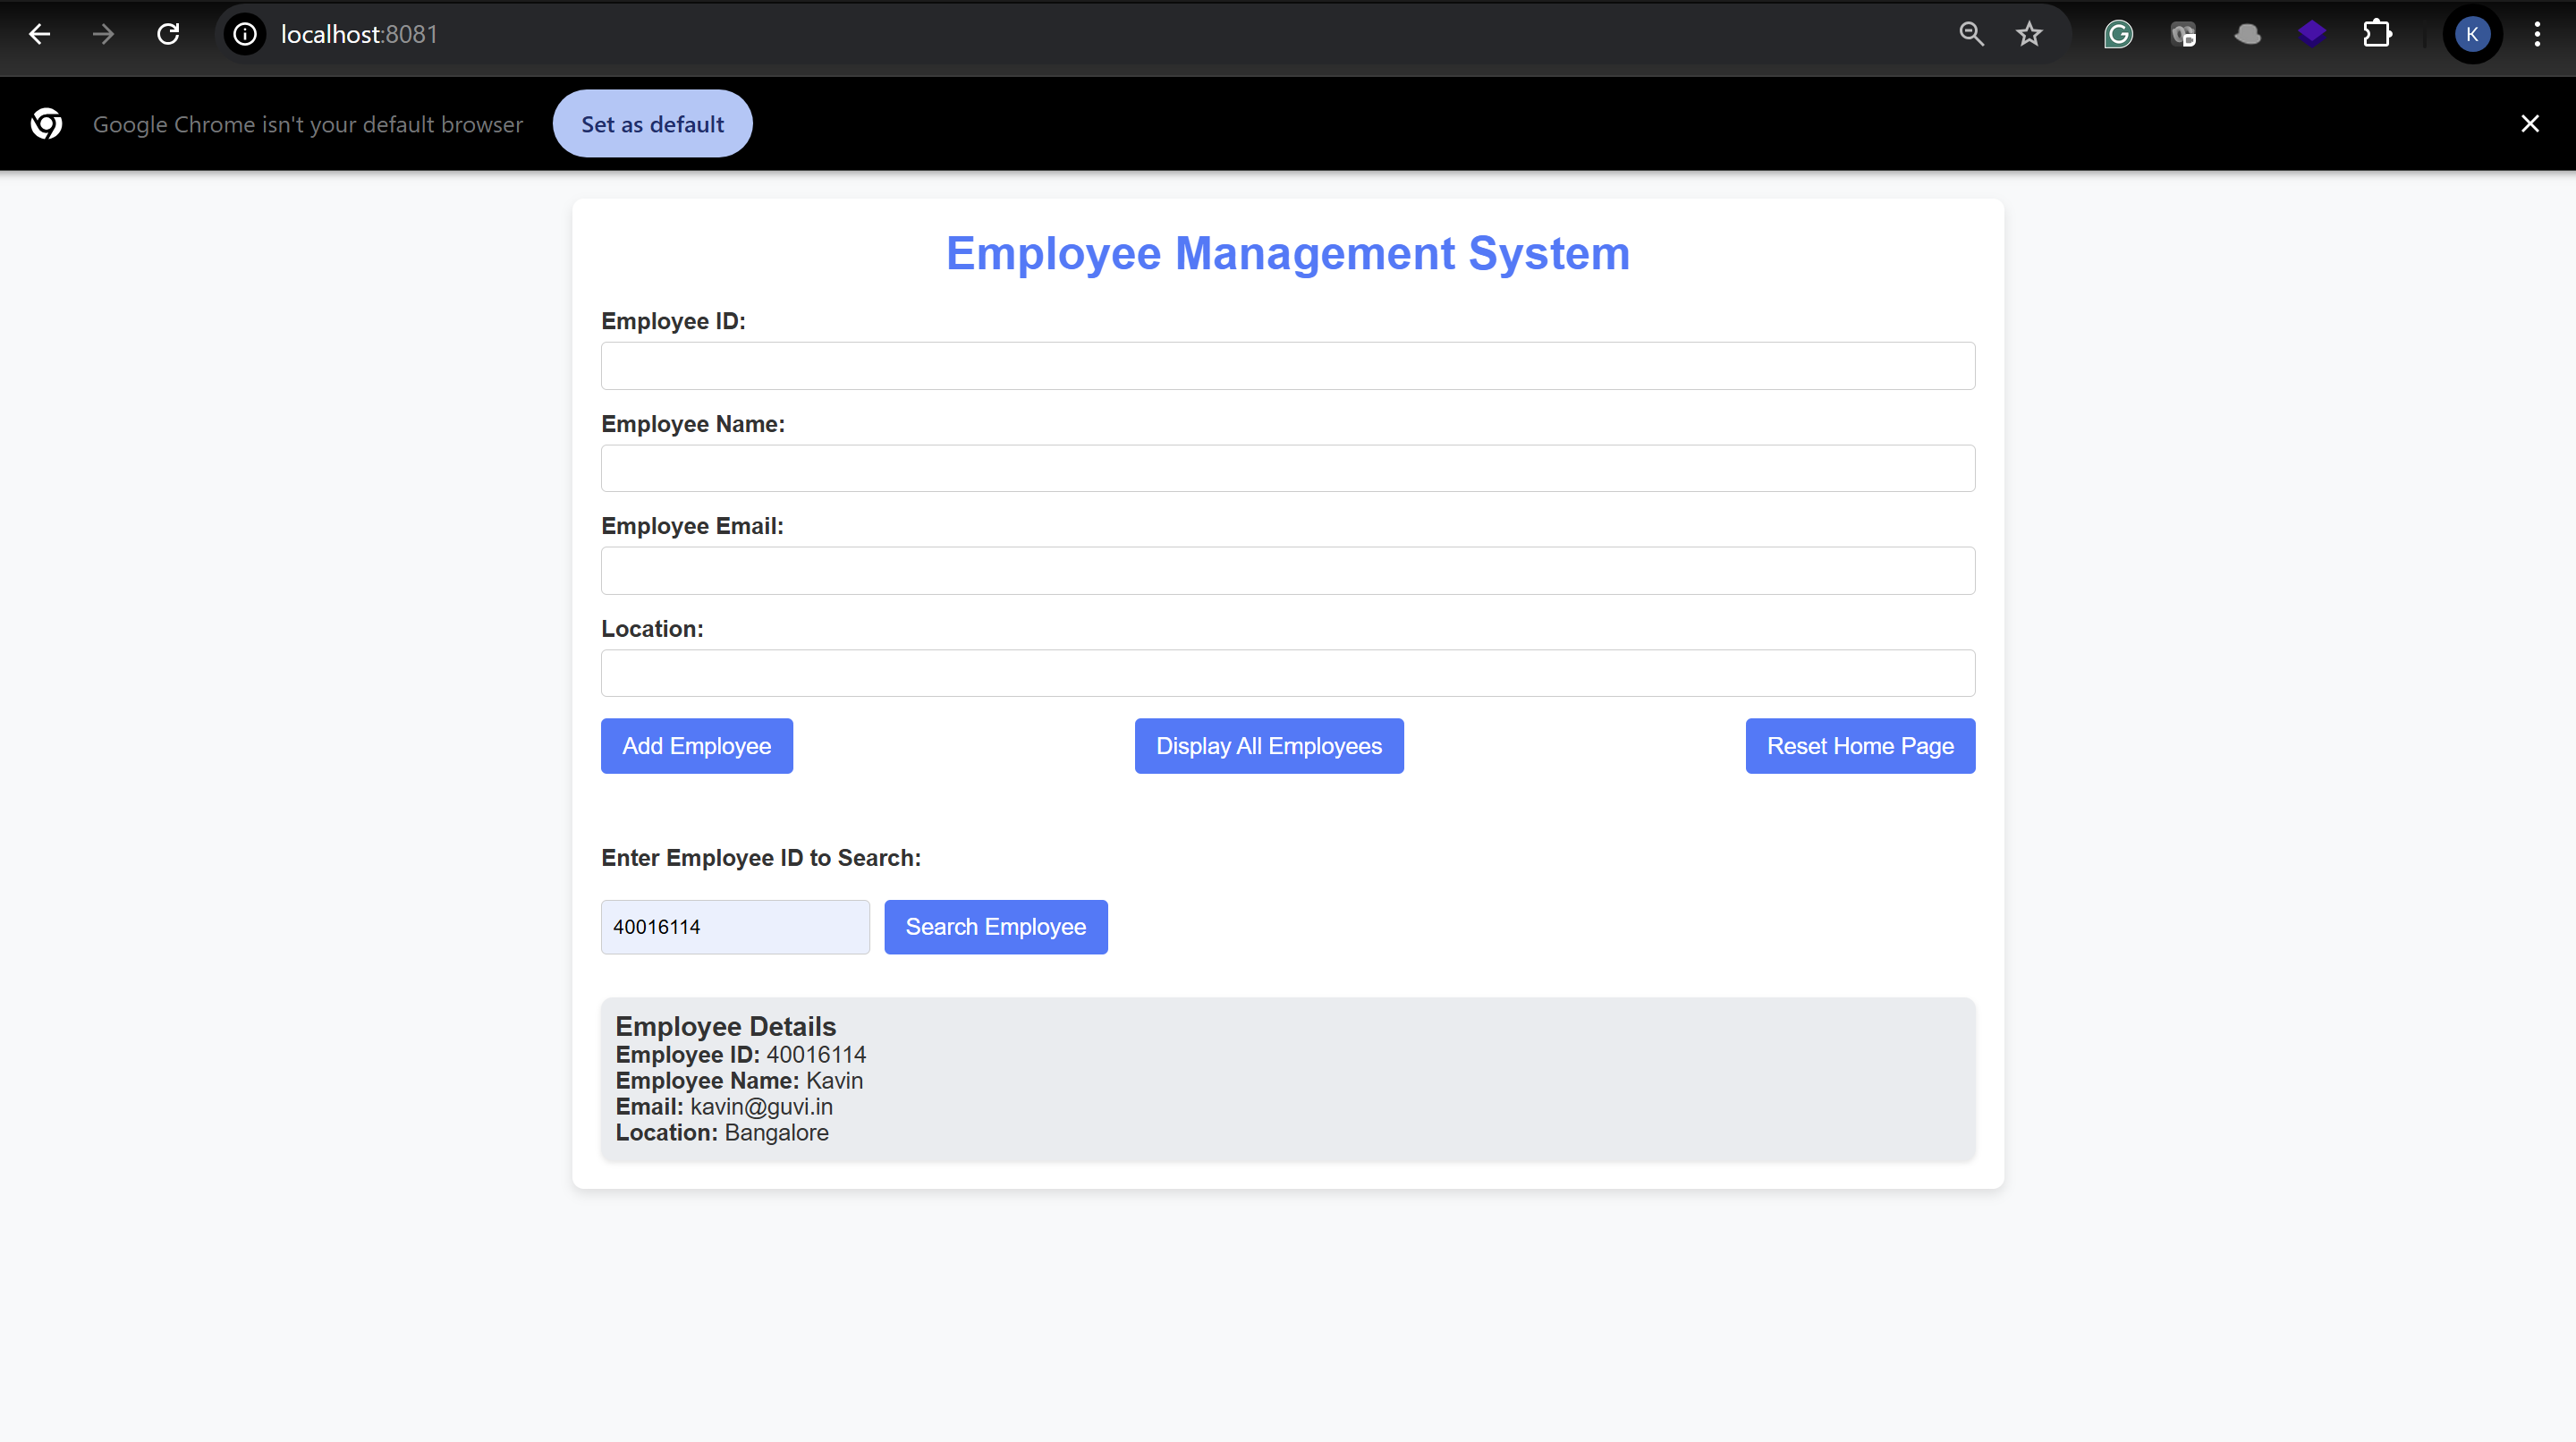 localhost:8081
K
Google Chrome isn't your default browser
Set as default
Employee Management System
Employee ID:
Employee Name:
Employee Email:
Location:
Add Employee
Display All Employees
Reset Home Page
Enter Employee ID to Search:
40016114
Search Employee
Employee Details
Employee ID: 40016114
Employee Name: Kavin
Email: kavin@guvi.in
Location: Bangalore